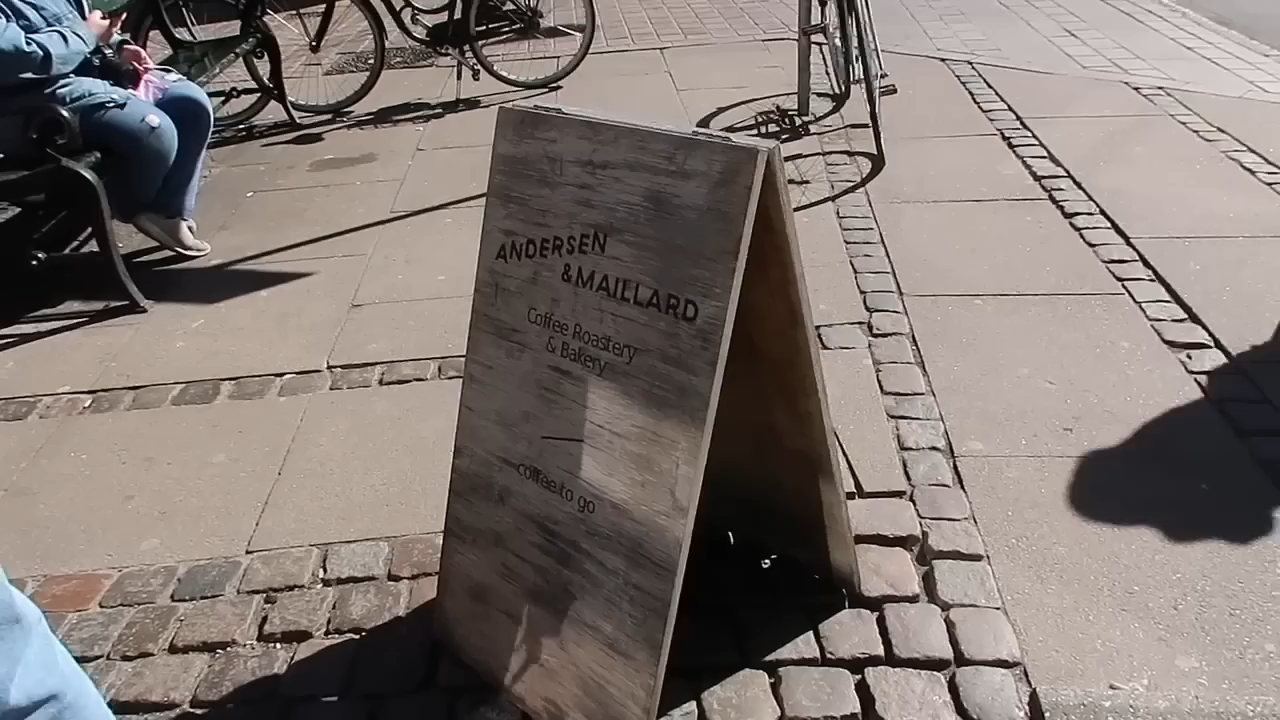 ANDERSEN
&MAILLARD
Coffee Roastery
& Bakery
coffee to go